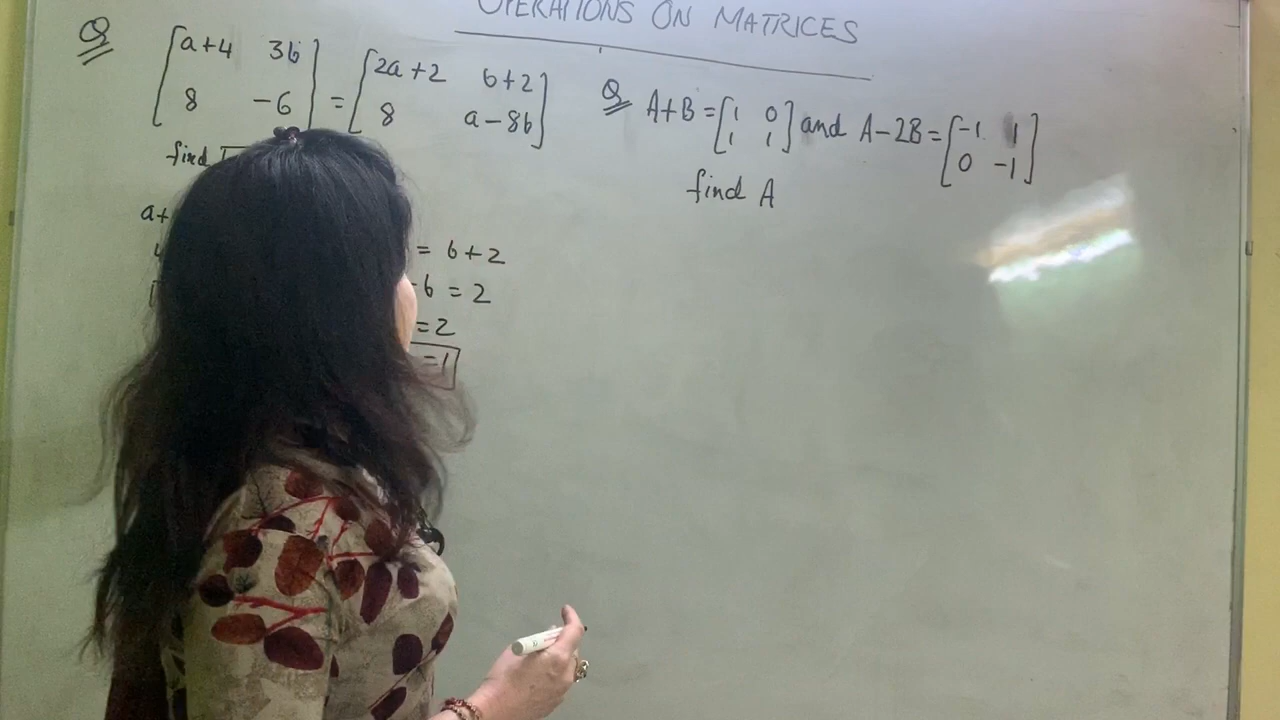 OPERATIONS ON MATRICES
Q [a+4 3b] = [2a+2 b+2]
[8 -6] [8 a-8b]
find
a+
= b+2
-b = 2
=2
=1
Q A+B = [1 0] and A-2B = [-1 1]
[1 1] [0 -1]
find A